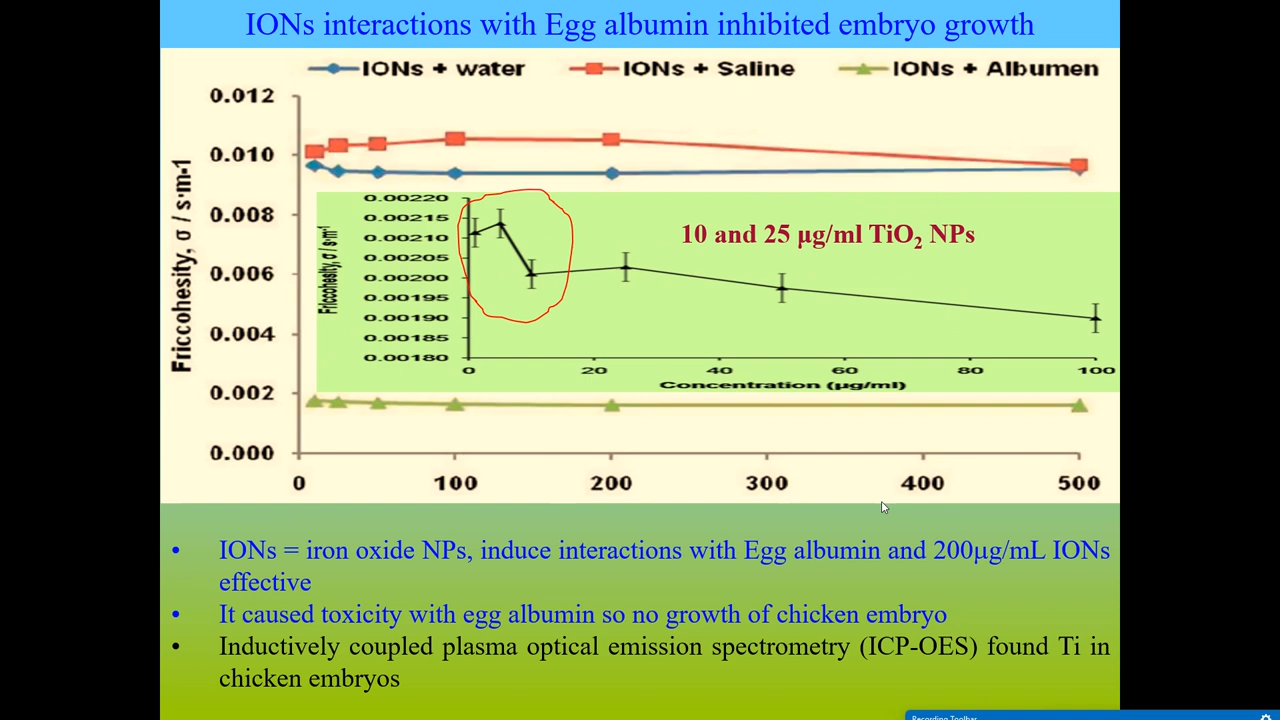 IONs interactions with Egg albumin inhibited embryo growth
IONs + water
IONs + Saline
IONs + Albumen
Friccohesity, σ / s·m-1
0.012
0.010
0.008
0.006
0.004
0.002
0.000
0
100
200
300
400
500
10 and 25 μg/ml TiO₂ NPs
Friccohesity, σ / s·m¹
0.00220
0.00215
0.00210
0.00205
0.00200
0.00195
0.00190
0.00185
0.00180
0
20
40
60
80
100
Concentration (µg/ml)
• IONs = iron oxide NPs, induce interactions with Egg albumin and 200µg/mL IONs
effective
• It caused toxicity with egg albumin so no growth of chicken embryo
• Inductively coupled plasma optical emission spectrometry (ICP-OES) found Ti in
chicken embryos
Recording Toolbar